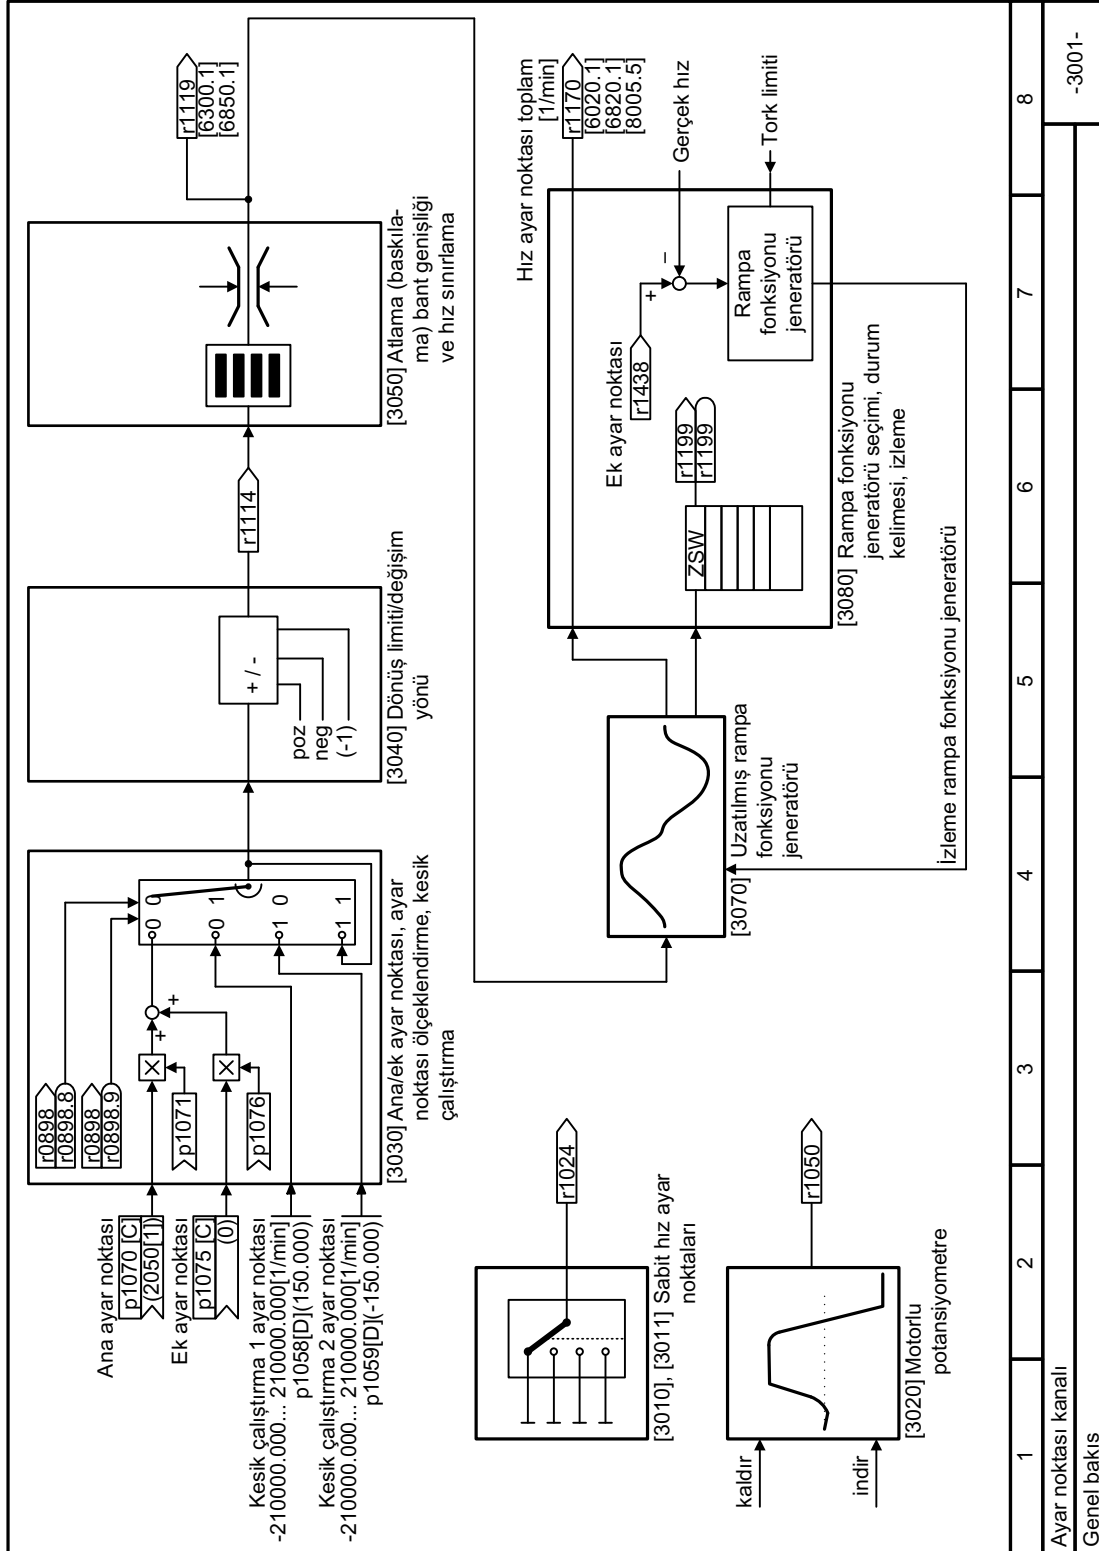 Ana ayar noktası
p1070 [C]
(2050[1])
Ek ayar noktası
p1075 [C]
(0)
Kesik çalıştırma 1 ayar noktası
-210000.000... 210000.000[1/min]
p1058[D](150.000)
Kesik çalıştırma 2 ayar noktası
-210000.000... 210000.000[1/min]
p1059[D](-150.000)
r0898
r0898.8
r0898
r0898.9
p1071
p1076
+
+
0 0
0 1
1 0
1 1
[3030] Ana/ek ayar noktası, ayar
noktası ölçeklendirme, kesik
çalıştırma
+ / -
poz
neg
(-1)
[3040] Dönüş limiti/değişim
yönü
r1114
[3050] Atlama (baskıla-
ma) bant genişliği
ve hız sınırlama
r1119
[6300.1]
[6850.1]
[3010], [3011] Sabit hız ayar
noktaları
r1024
kaldır
indir
[3020] Motorlu
potansiyometre
r1050
[3070] Uzatılmış rampa
fonksiyonu
jeneratörü
Hız ayar noktası toplam
[1/min]
r1170
[6020.1]
[6820.1]
[8005.5]
ZSW
r1199
r1199
Ek ayar noktası
r1438
+
–
Gerçek hız
Rampa
fonksiyonu
jeneratörü
Tork limiti
[3080] Rampa fonksiyonu
jeneratörü seçimi, durum
kelimesi, izleme
İzleme rampa fonksiyonu jeneratörü
1 2 3 4 5 6 7 8
Ayar noktası kanalı
-3001-
Genel bakış